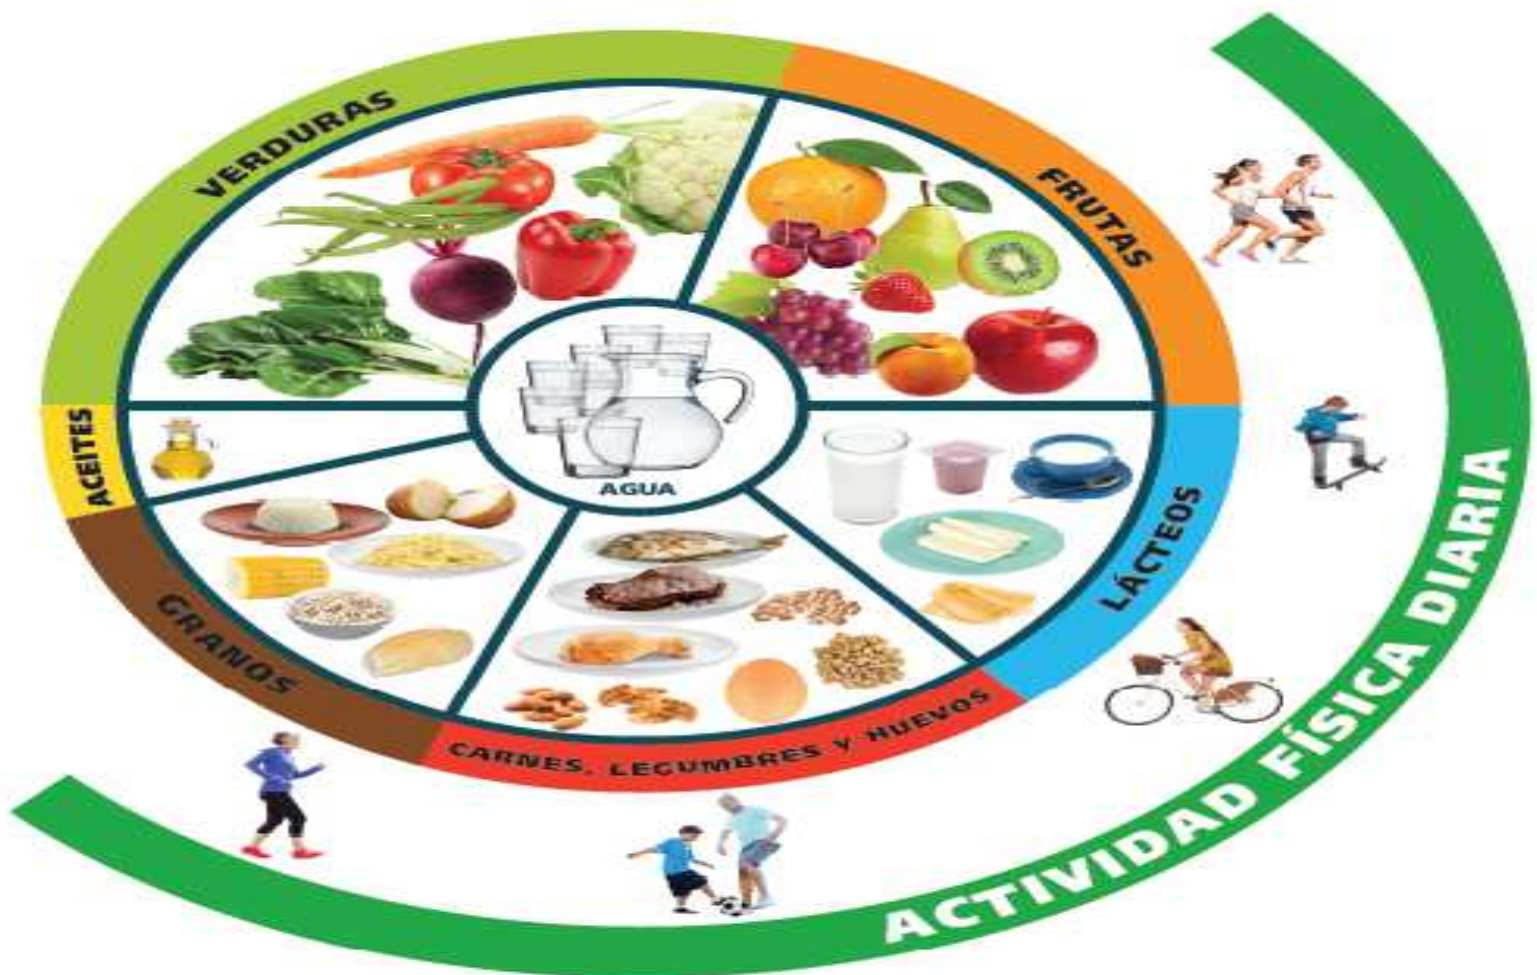 VERDURAS
FRUTAS
ACEITES
AGUA
LÁCTEOS
GRANOS
CARNES, LEGUMBRES Y HUEVOS
ACTIVIDAD FÍSICA DIARIA